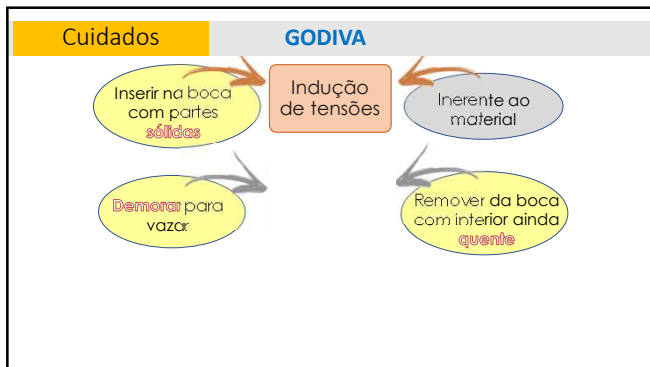 Cuidados
GODIVA
Inserir na boca
com partes
sólidas
Indução
de tensões
Inerente ao
material
Demorar para
vazar
Remover da boca
com interior ainda
quente